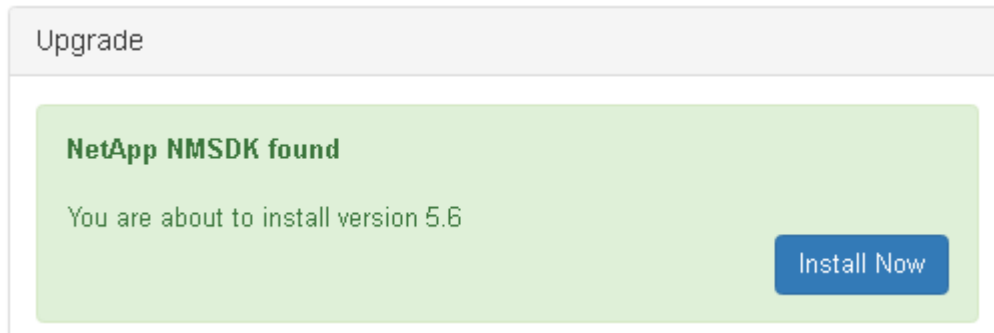 Upgrade
NetApp NMSDK found
You are about to install version 5.6
Install Now